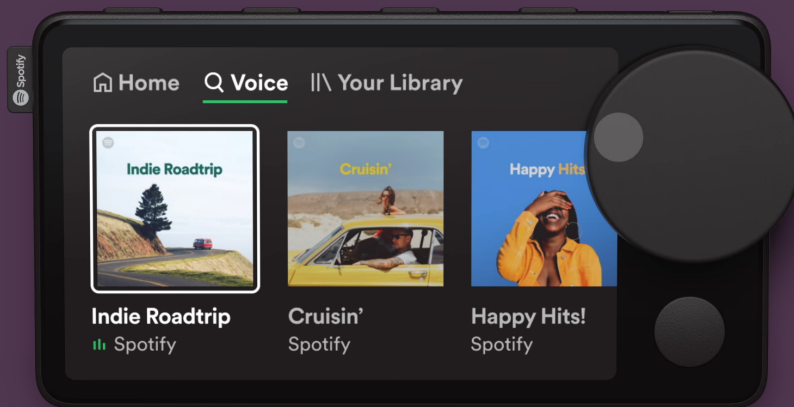 Spotify
Home Voice Your Library
Indie Roadtrip
Cruisin'
Happy Hits
Indie Roadtrip
Cruisin'
Happy Hits!
Spotify
Spotify
Spotify